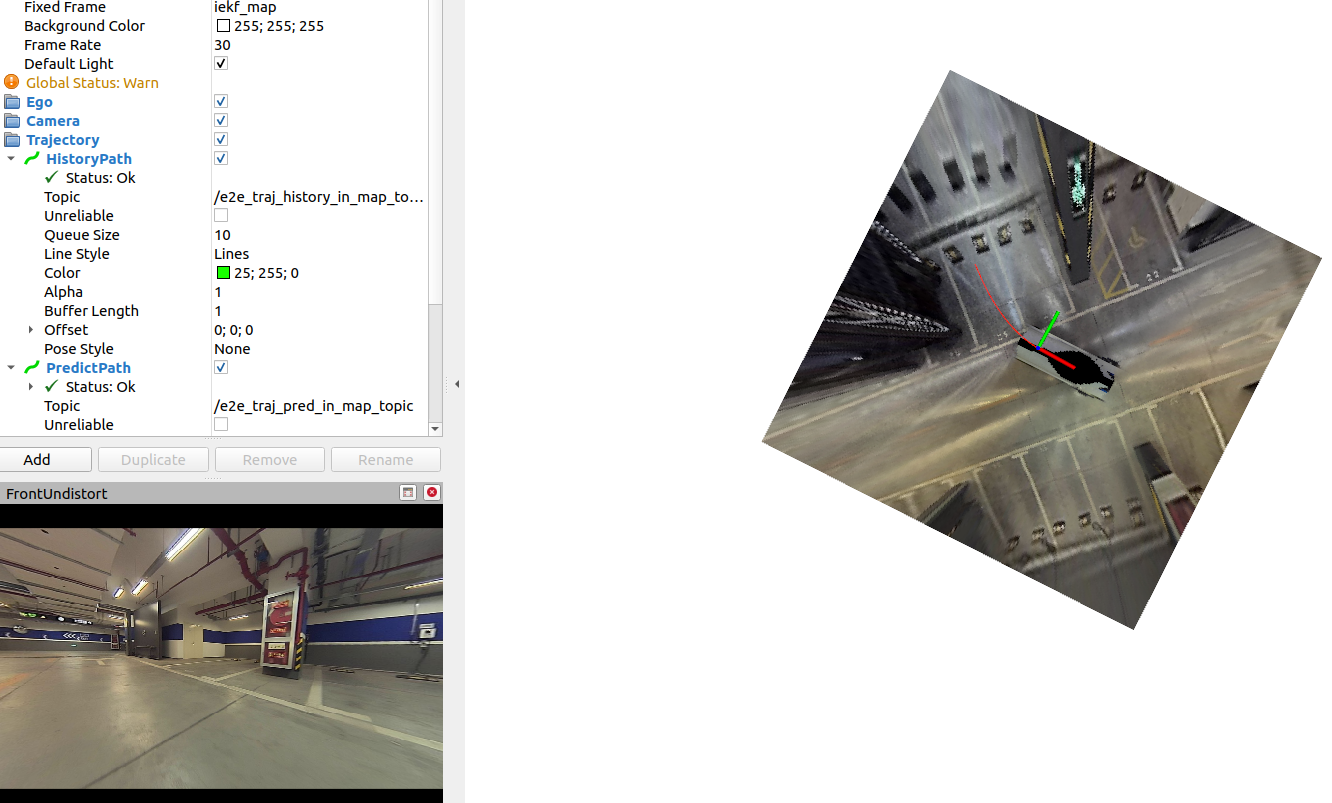 Fixed Frame iekf_map
Background Color 255; 255; 255
Frame Rate 30
Default Light
Global Status: Warn
Ego
Camera
Trajectory
HistoryPath
Status: Ok
Topic /e2e_traj_history_in_map_to…
Unreliable
Queue Size 10
Line Style Lines
Color 25; 255; 0
Alpha 1
Buffer Length 1
Offset 0; 0; 0
Pose Style None
PredictPath
Status: Ok
Topic /e2e_traj_pred_in_map_topic
Unreliable
Add Duplicate Remove Rename
FrontUndistort